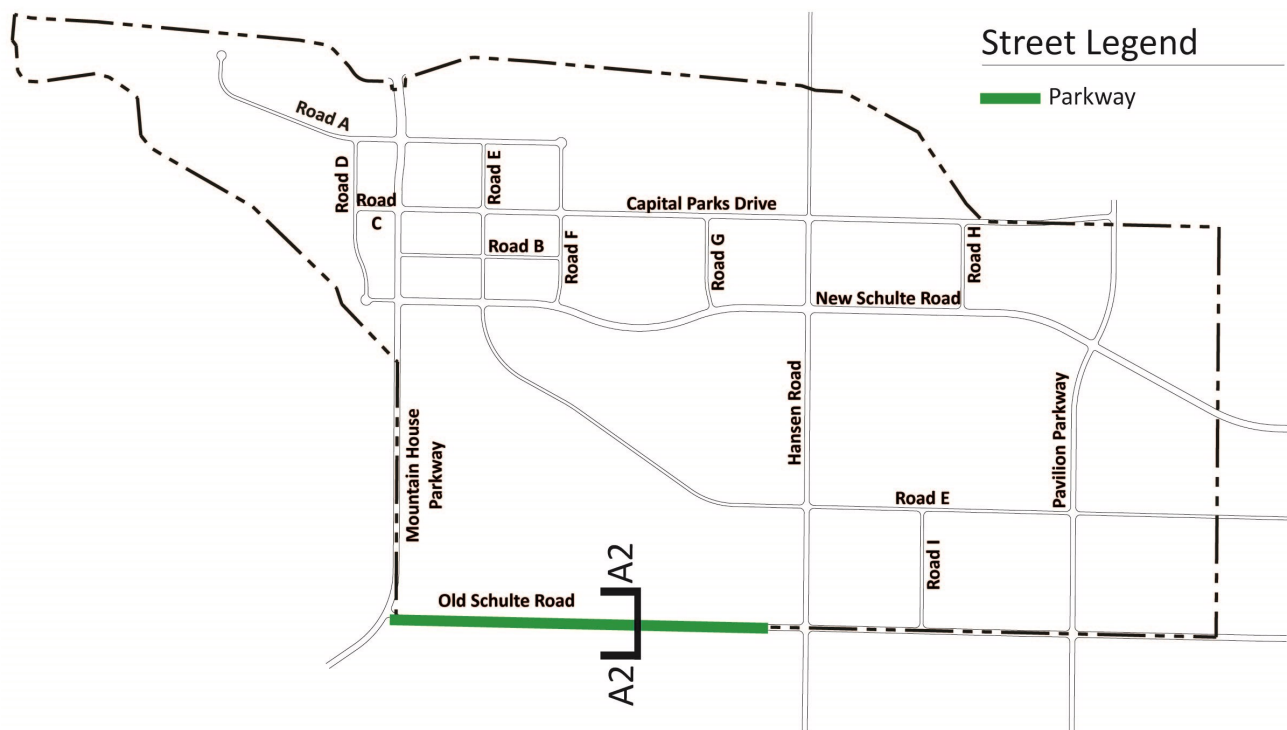 Street Legend
Parkway
Road A
Road D
Road E
Road
C
Capital Parks Drive
Road B
Road F
Road G
Road H
New Schulte Road
Mountain House
Parkway
Hansen Road
Pavilion Parkway
Road E
Road I
A2
Old Schulte Road
A2